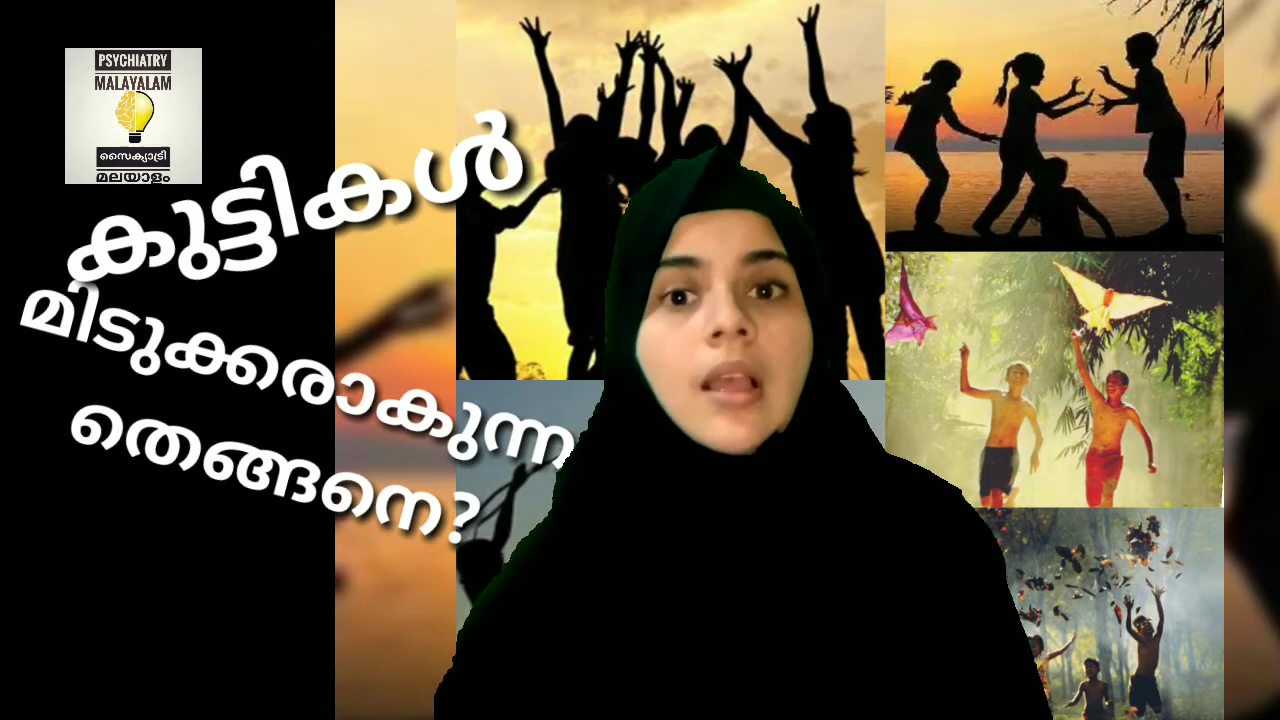 PSYCHIATRY
MALAYALAM
സൈക്യാട്രി
മലയാളം
കുട്ടികൾ
മിടുക്കരാകുന്ന
തെങ്ങനെ?